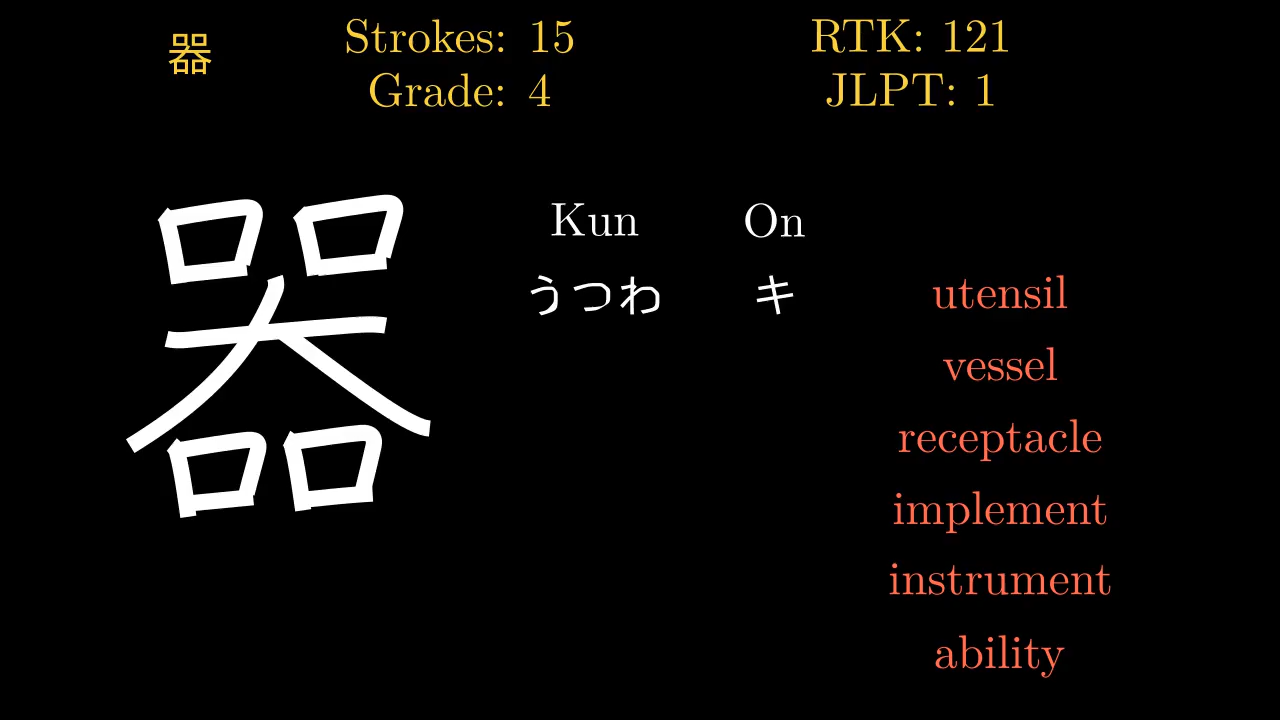 器
Strokes: 15
Grade: 4
RTK: 121
JLPT: 1
器
Kun
On
うつわ
キ
utensil
vessel
receptacle
implement
instrument
ability